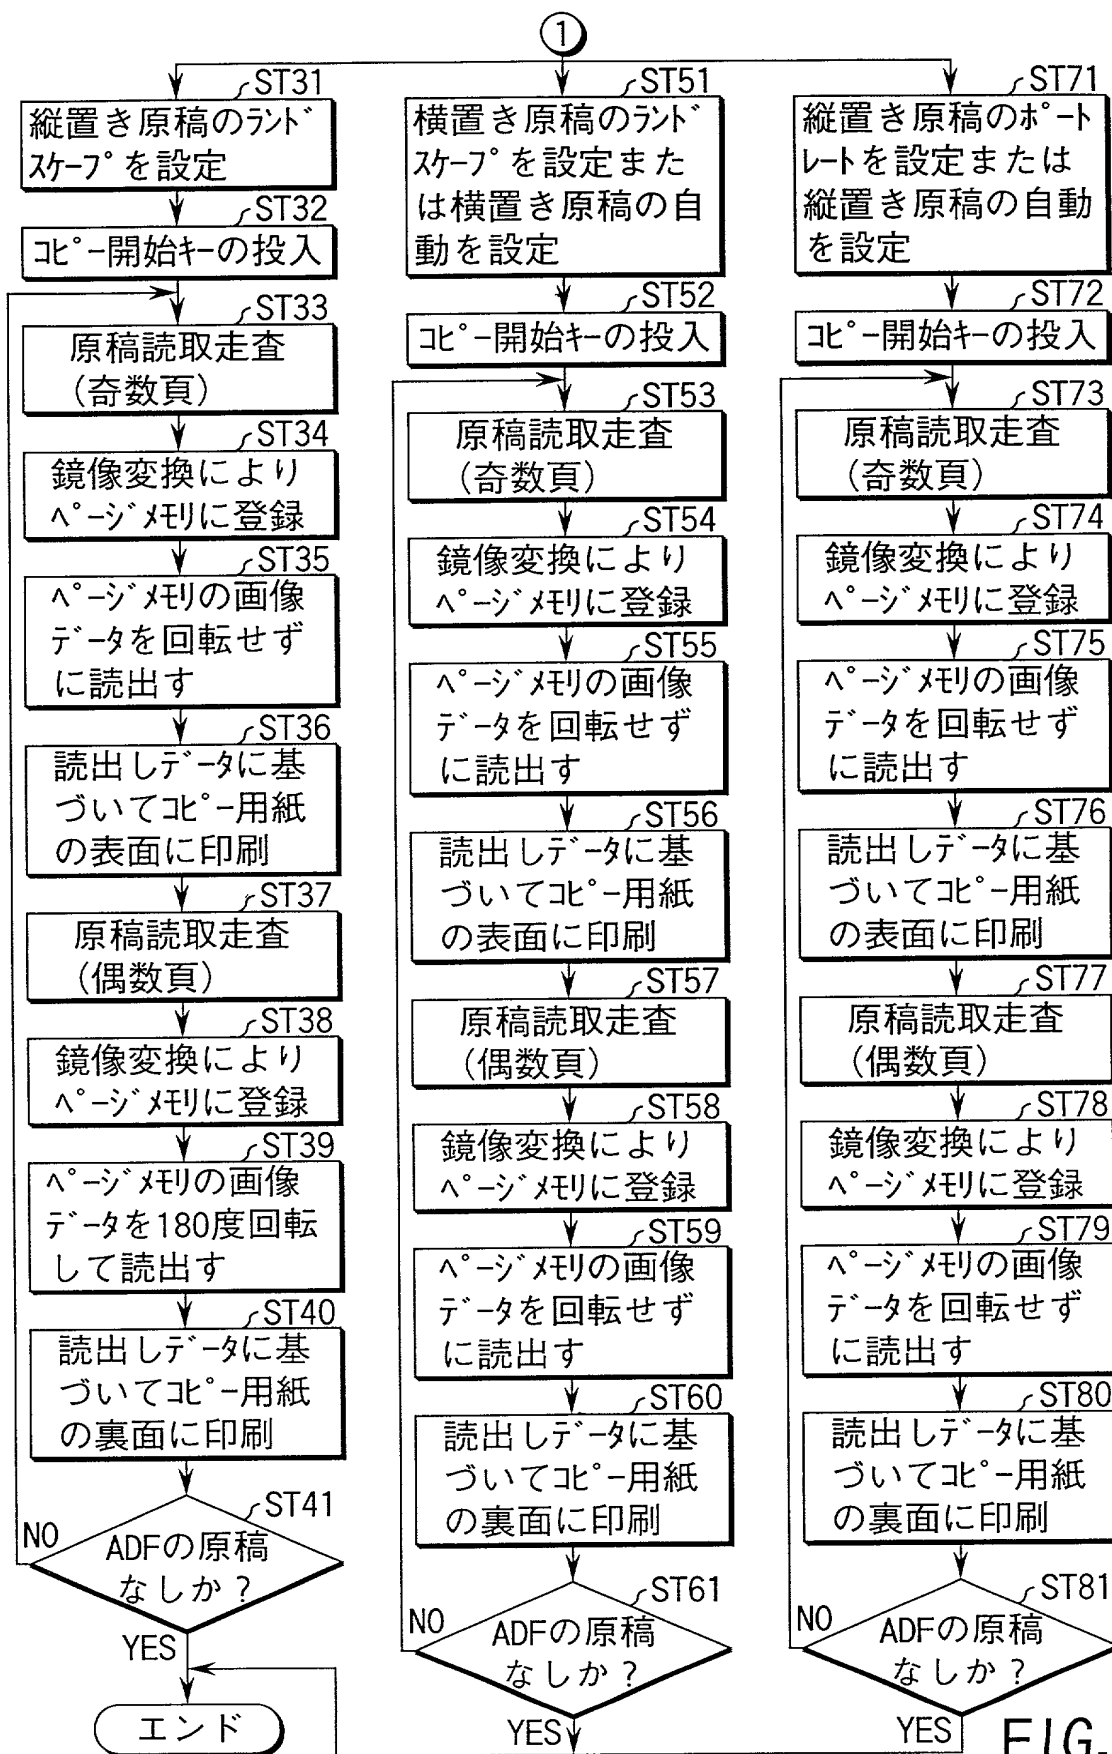 1
ST31
縦置き原稿のランド
スケープを設定
ST32
コピー開始キーの投入
ST33
原稿読取走査
(奇数頁)
ST34
鏡像変換により
ページメモリに登録
ST35
ページメモリの画像
データを回転せず
に読出す
ST36
読出しデータに基
づいてコピー用紙
の表面に印刷
ST37
原稿読取走査
(偶数頁)
ST38
鏡像変換により
ページメモリに登録
ST39
ページメモリの画像
データを180度回転
して読出す
ST40
読出しデータに基
づいてコピー用紙
の裏面に印刷
ST41
ADFの原稿
なしか?
NO
YES
エンド
ST51
横置き原稿のランド
スケープを設定また
は横置き原稿の自
動を設定
ST52
コピー開始キーの投入
ST53
原稿読取走査
(奇数頁)
ST54
鏡像変換により
ページメモリに登録
ST55
ページメモリの画像
データを回転せず
に読出す
ST56
読出しデータに基
づいてコピー用紙
の表面に印刷
ST57
原稿読取走査
(偶数頁)
ST58
鏡像変換により
ページメモリに登録
ST59
ページメモリの画像
データを回転せず
に読出す
ST60
読出しデータに基
づいてコピー用紙
の裏面に印刷
ST61
ADFの原稿
なしか?
NO
YES
ST71
縦置き原稿のポート
レートを設定または
縦置き原稿の自動
を設定
ST72
コピー開始キーの投入
ST73
原稿読取走査
(奇数頁)
ST74
鏡像変換により
ページメモリに登録
ST75
ページメモリの画像
データを回転せず
に読出す
ST76
読出しデータに基
づいてコピー用紙
の表面に印刷
ST77
原稿読取走査
(偶数頁)
ST78
鏡像変換により
ページメモリに登録
ST79
ページメモリの画像
データを回転せず
に読出す
ST80
読出しデータに基
づいてコピー用紙
の裏面に印刷
ST81
ADFの原稿
なしか?
NO
YES
FIG.